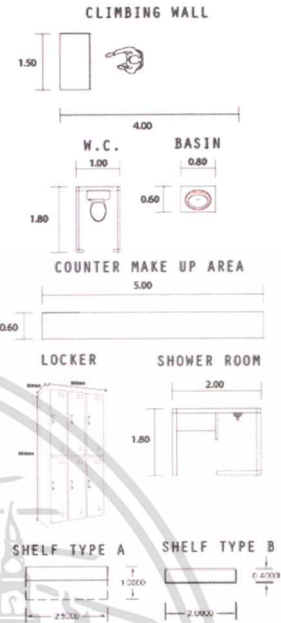 CLIMBING WALL
1.50
4.00
W.C. BASIN
1.00 0.80
0.60
1.80
COUNTER MAKE UP AREA
5.00
0.60
LOCKER SHOWER ROOM
2.00
1.80
SHELF TYPE A SHELF TYPE B
1.0000 0.4000
2.5000 2.0000